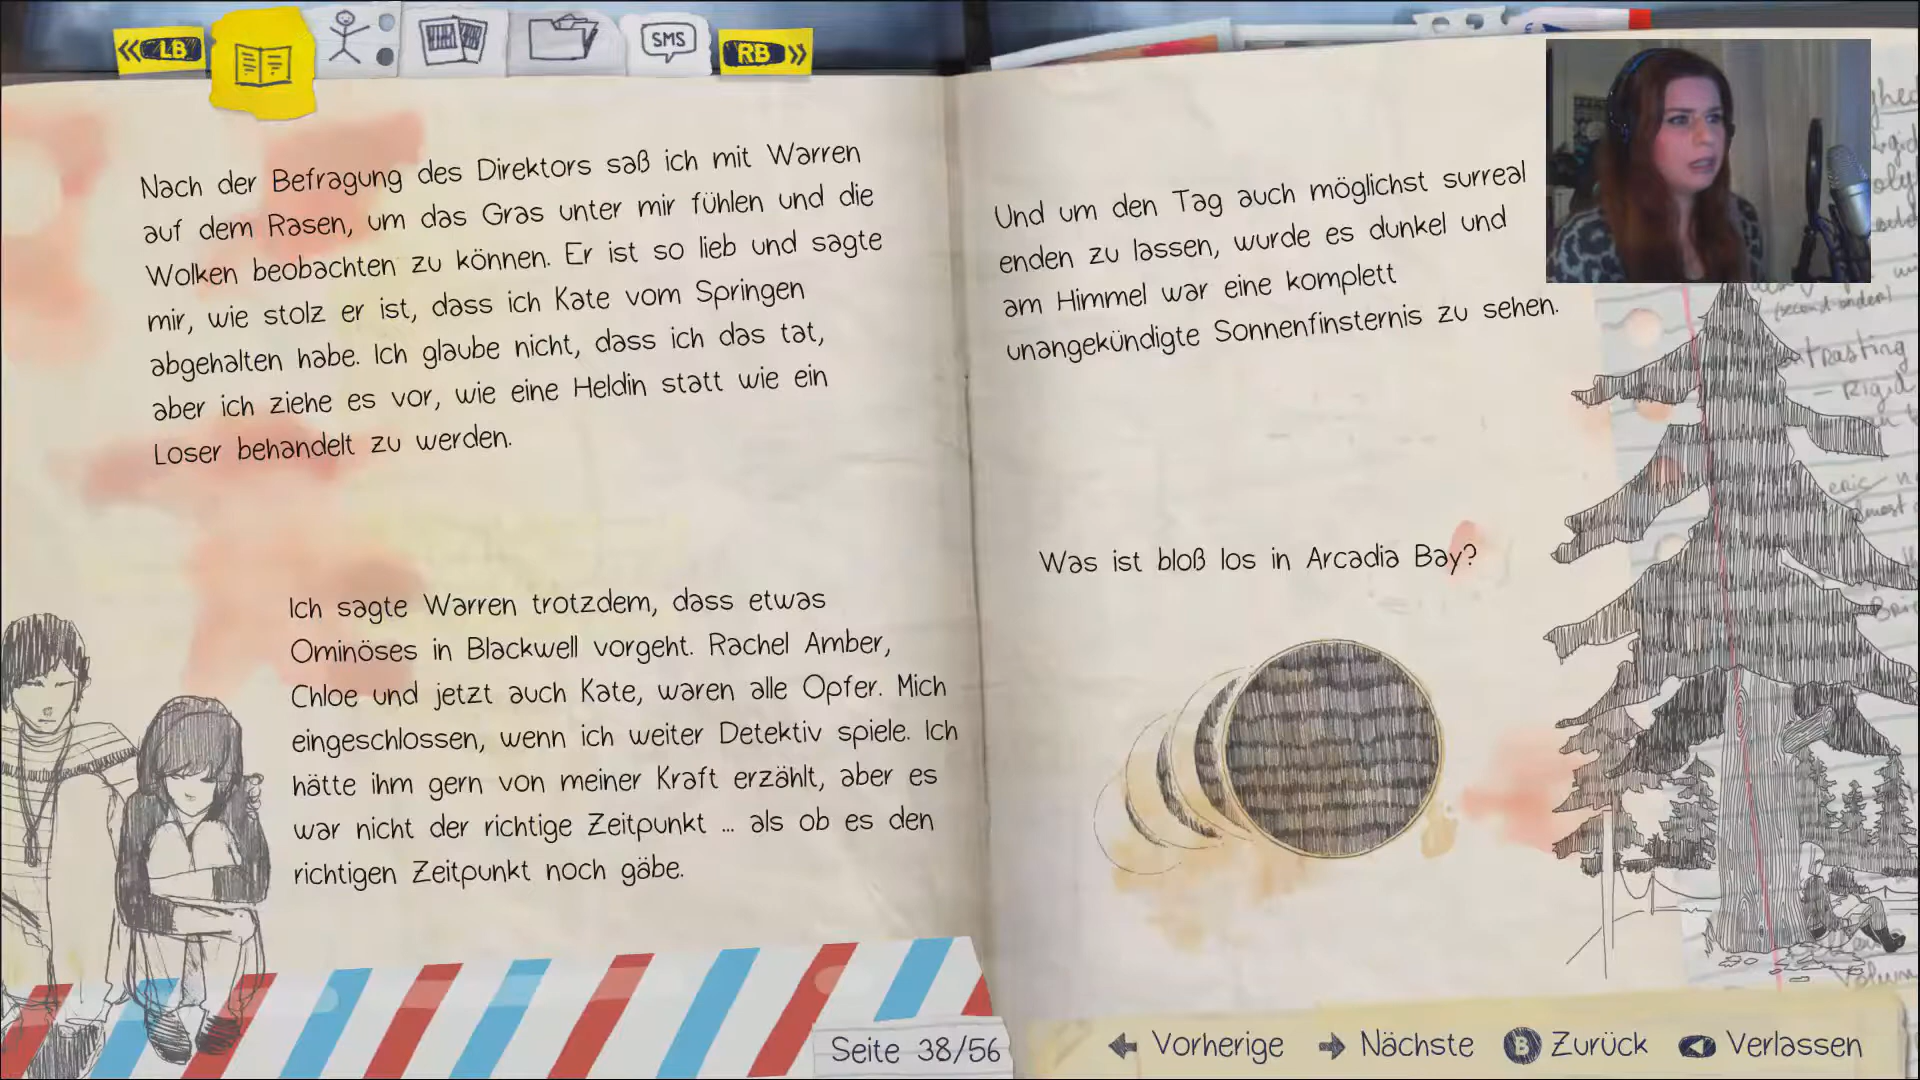 LB
SMS
RB
Nach der Befragung des Direktors saß ich mit Warren
auf dem Rasen, um das Gras unter mir fühlen und die
Wolken beobachten zu können. Er ist so lieb und sagte
mir, wie stolz er ist, dass ich Kate vom Springen
abgehalten habe. Ich glaube nicht, dass ich das tat,
aber ich ziehe es vor, wie eine Heldin statt wie ein
Loser behandelt zu werden.
Ich sagte Warren trotzdem, dass etwas
Ominöses in Blackwell vorgeht. Rachel Amber,
Chloe und jetzt auch Kate, waren alle Opfer. Mich
eingeschlossen, wenn ich weiter Detektiv spiele. Ich
hätte ihm gern von meiner Kraft erzählt, aber es
war nicht der richtige Zeitpunkt ... als ob es den
richtigen Zeitpunkt noch gäbe.
Und um den Tag auch möglichst surreal
enden zu lassen, wurde es dunkel und
am Himmel war eine komplett
unangekündigte Sonnenfinsternis zu sehen.
Was ist bloß los in Arcadia Bay?
trasting
- Rigid
Seite 38/56
Vorherige
Nächste
B Zurück
Verlassen